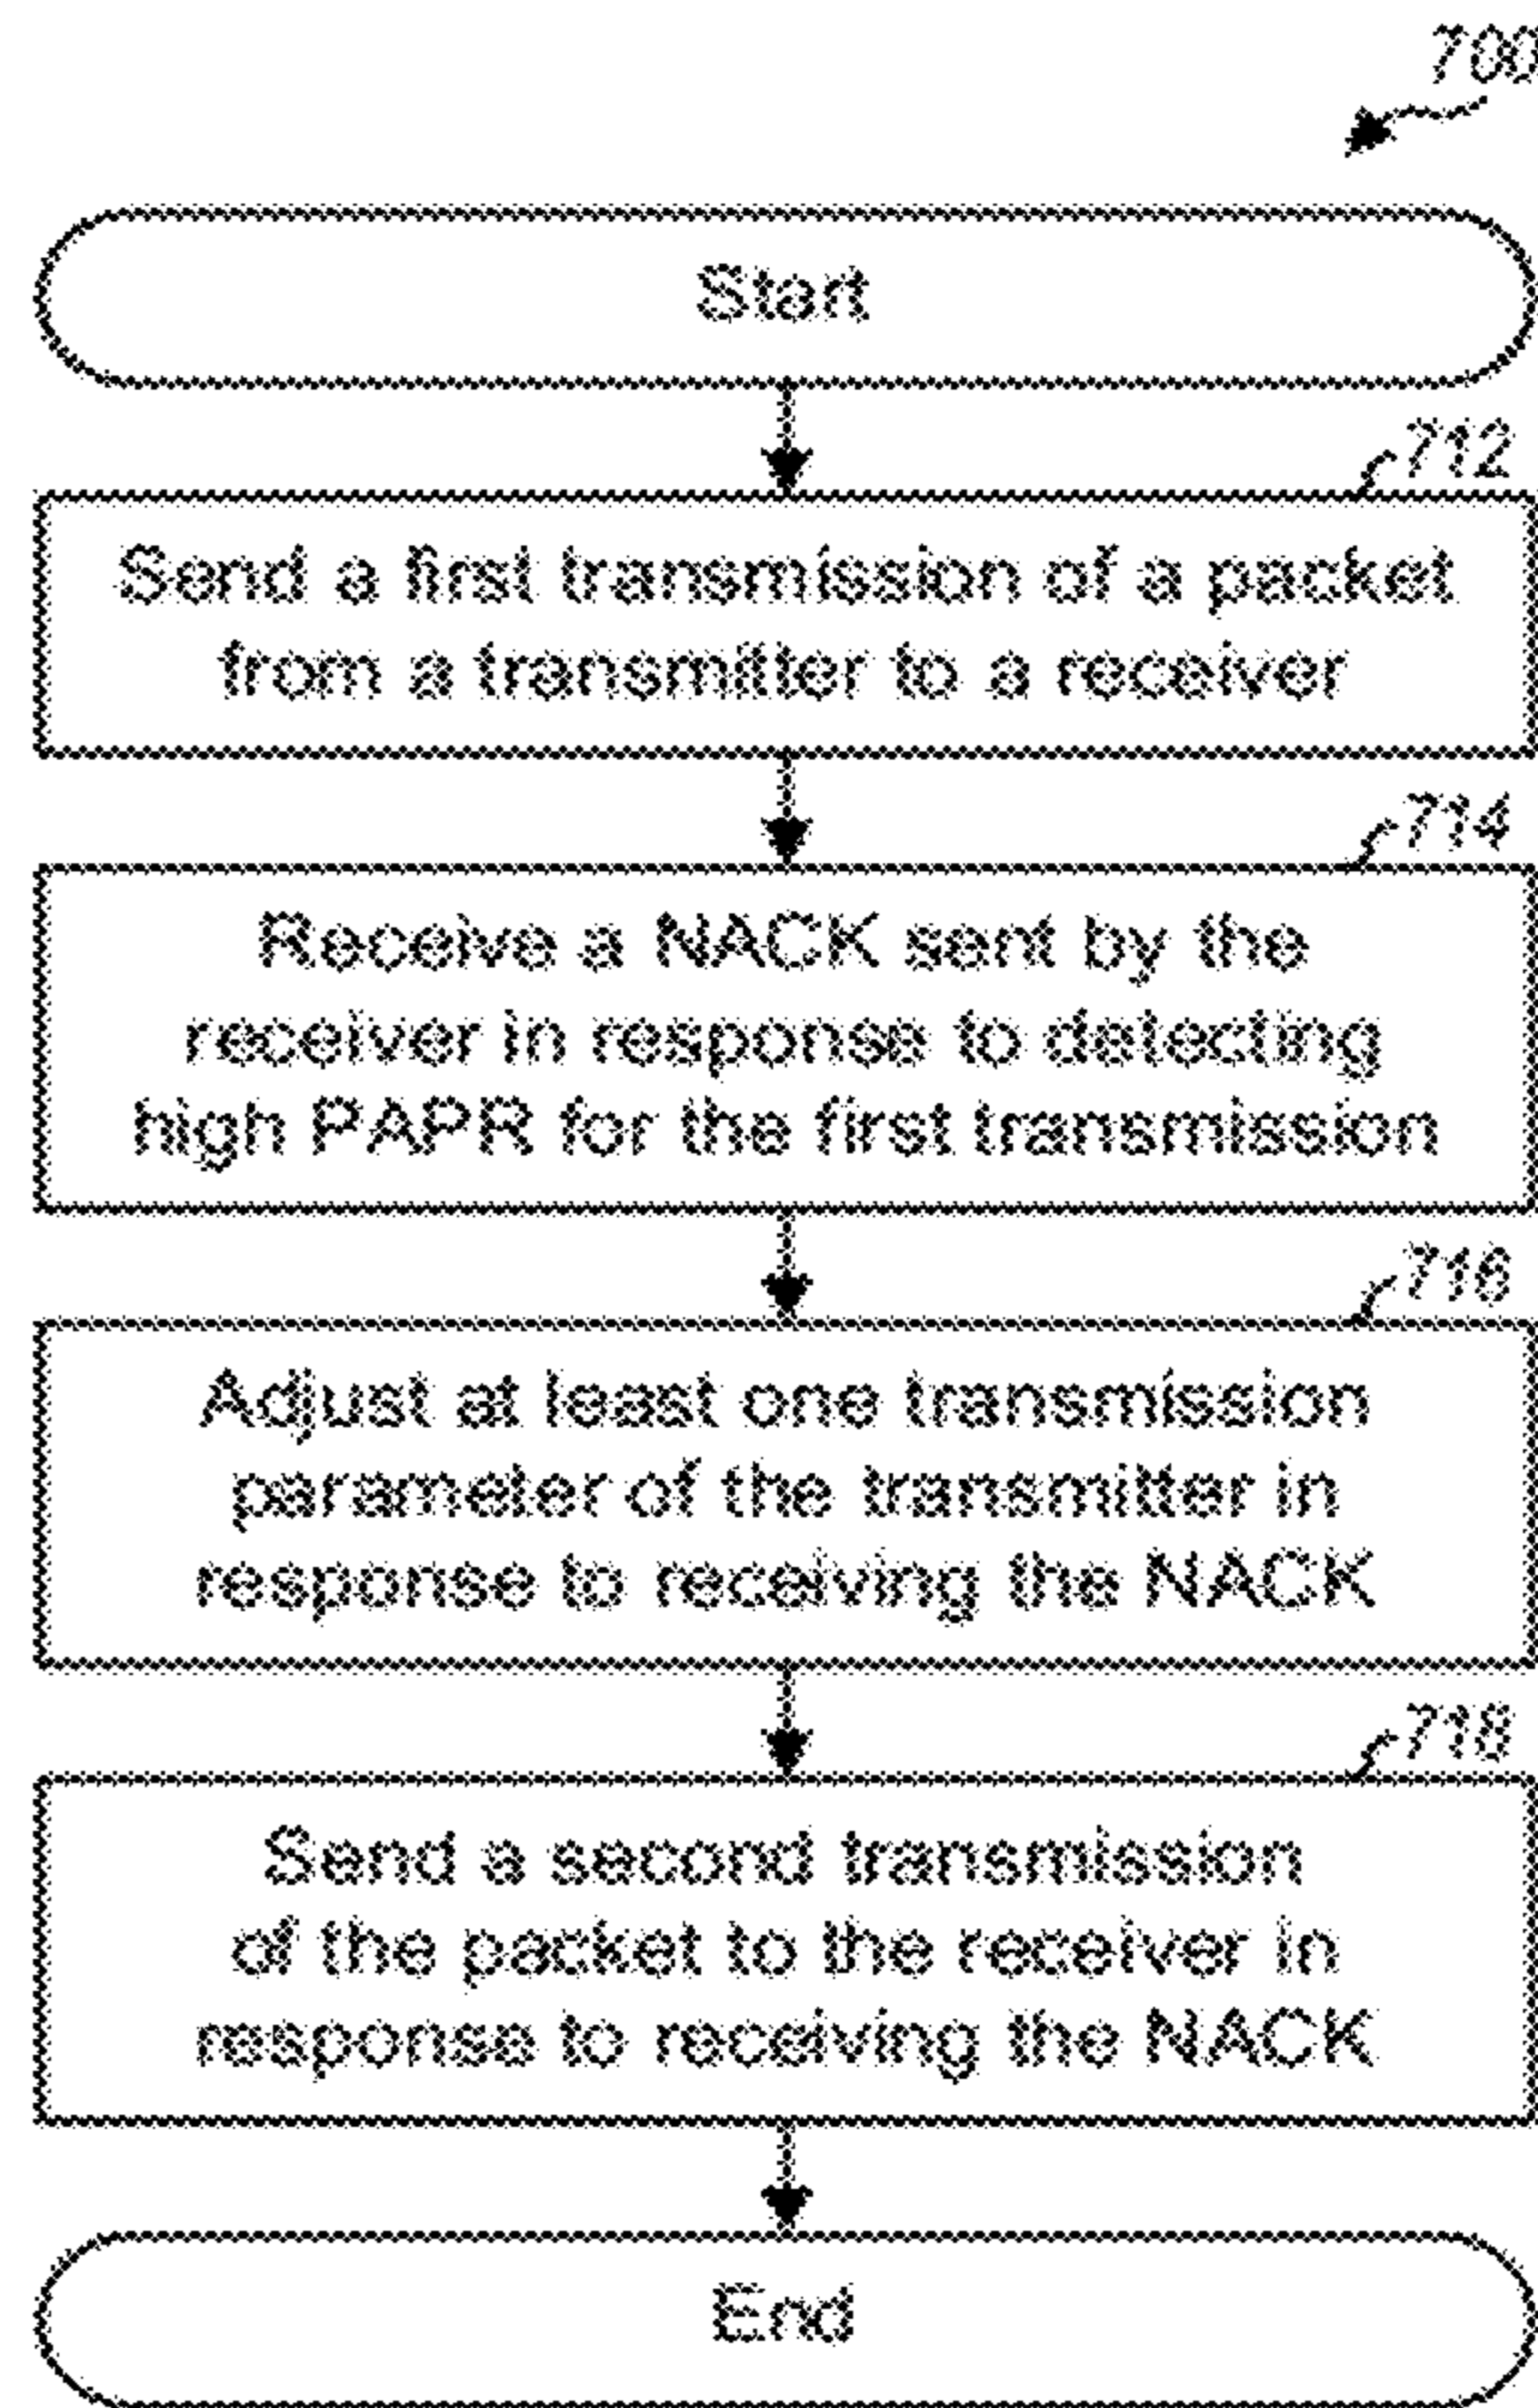 700
Start
712
Send a first transmission of a packet
from a transmitter to a receiver
714
Receive a NACK sent by the
receiver in response to detecting
high PAPR for the first transmission
716
Adjust at least one transmission
parameter of the transmitter in
response to receiving the NACK
718
Send a second transmission
of the packet to the receiver in
response to receiving the NACK
End